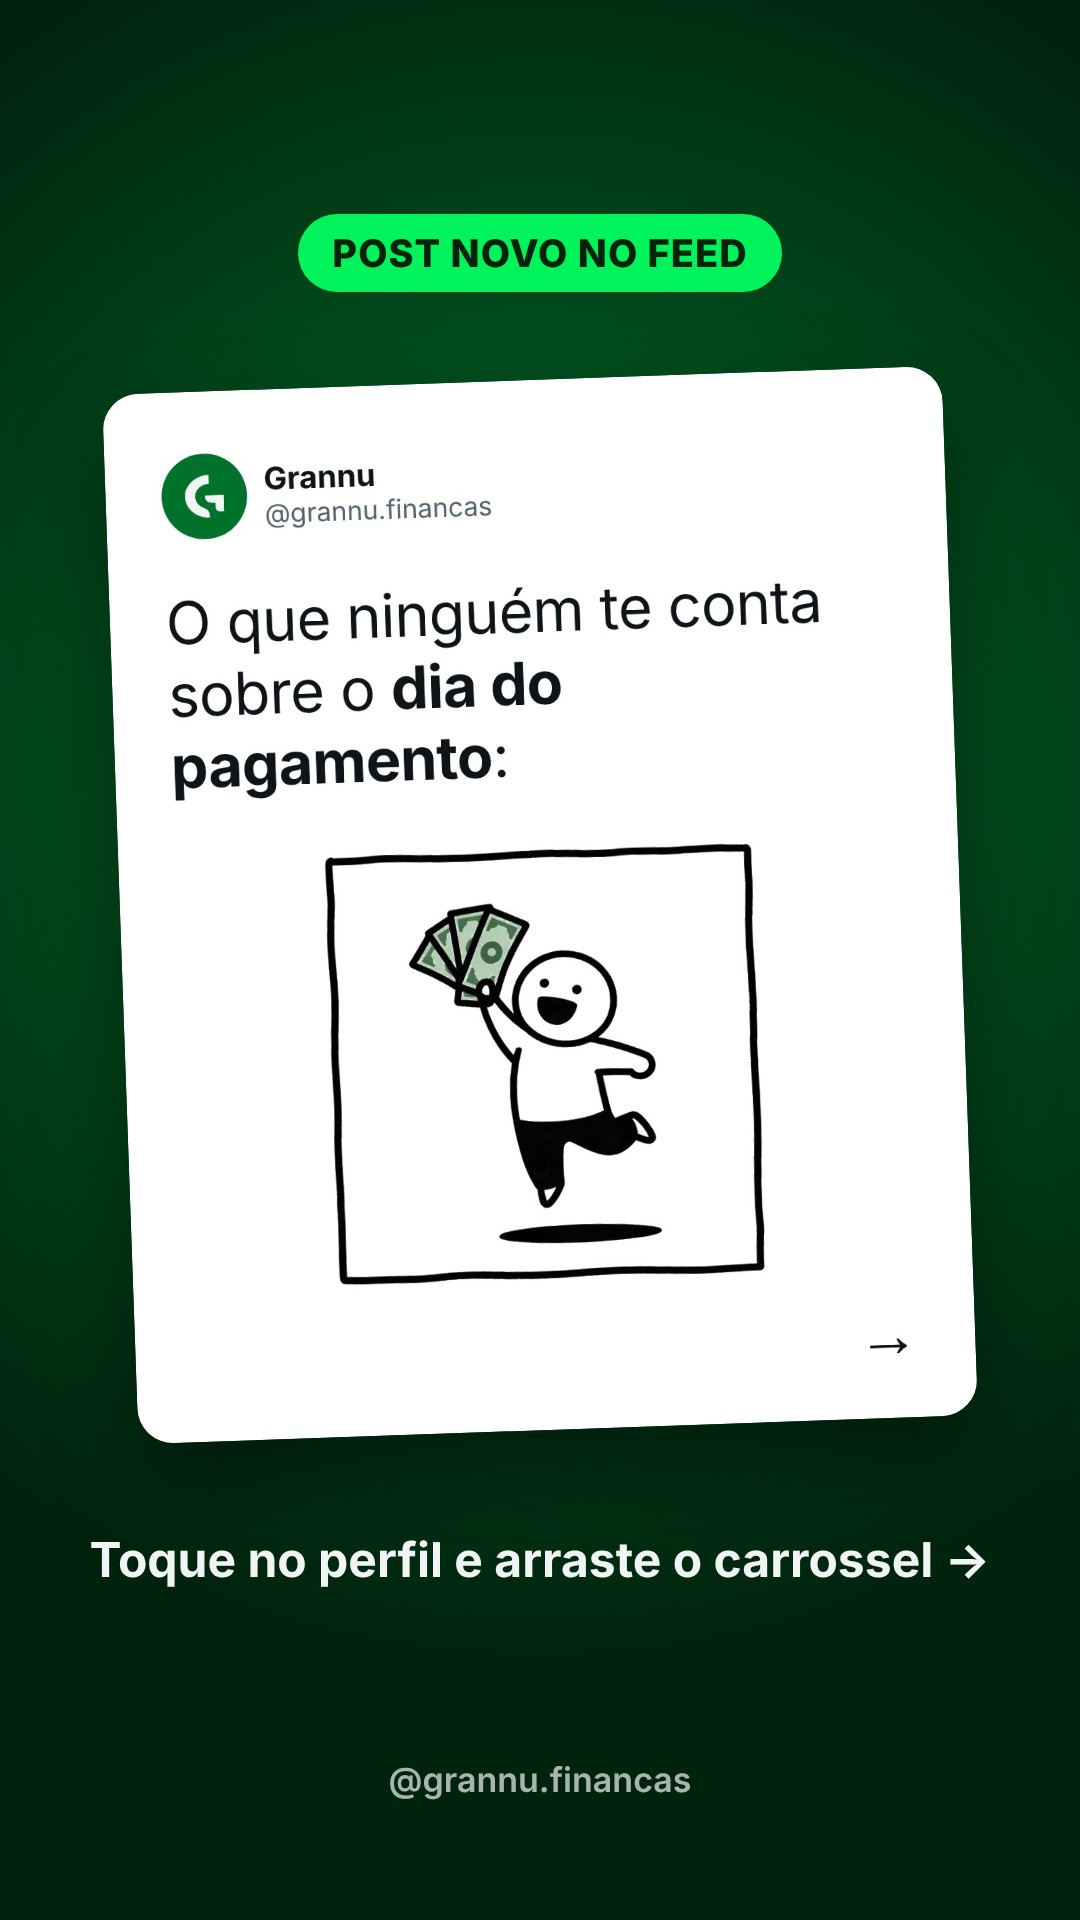 POST NOVO NO FEED
Grannu
@grannu.financas
O que ninguém te conta
sobre o dia do
pagamento:
→
Toque no perfil e arraste o carrossel →
@grannu.financas